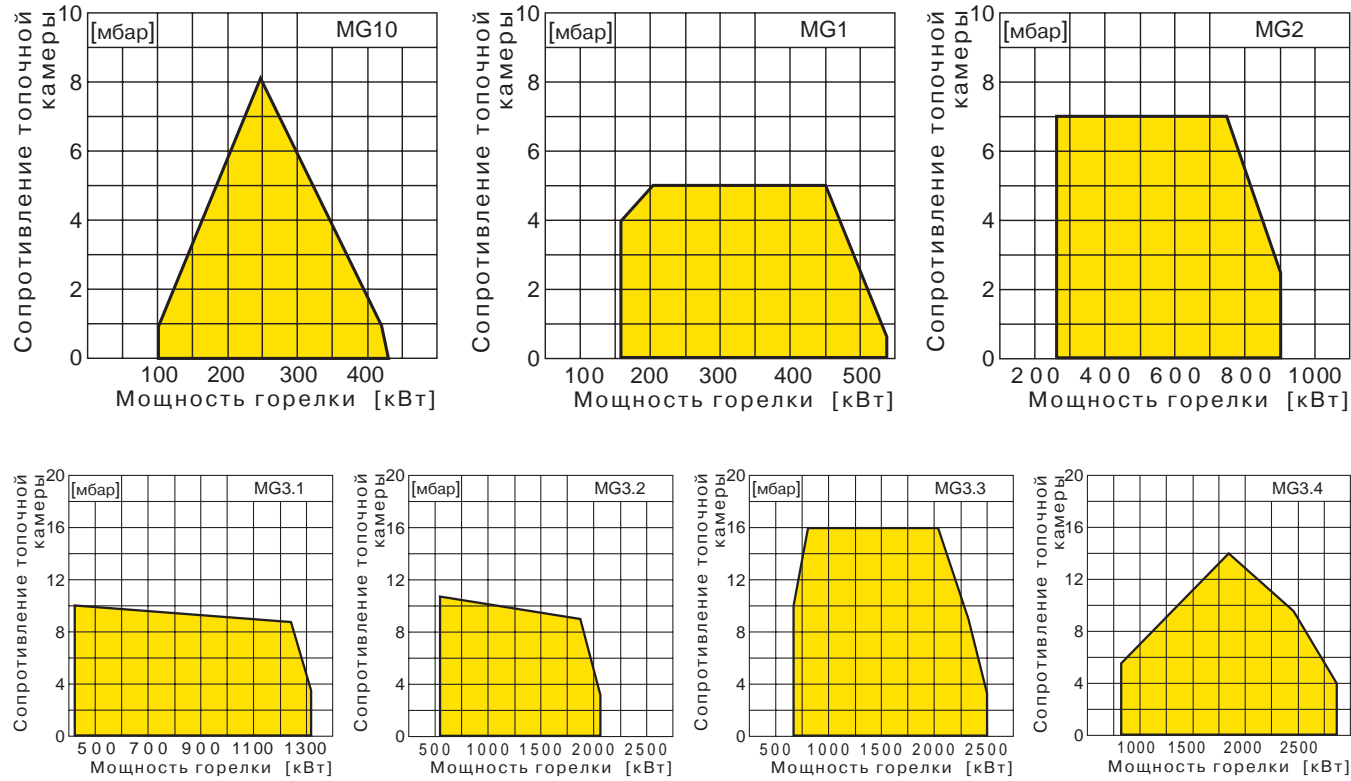 Сопротивление топочной
камеры
[мбар]
MG10
10
8
6
4
2
0
100 200 300 400
Мощность горелки [кВт]
Сопротивление топочной
камеры
[мбар]
MG1
10
8
6
4
2
0
100 200 300 400 500
Мощность горелки [кВт]
Сопротивление топочной
камеры
[мбар]
MG2
10
8
6
4
2
0
200 400 600 800 1000
Мощность горелки [кВт]
Сопротивление топочной
камеры
[мбар]
MG3.1
20
16
12
8
4
0
500 700 900 1100 1300
Мощность горелки [кВт]
Сопротивление топочной
камеры
[мбар]
MG3.2
20
16
12
8
4
0
500 1000 1500 2000 2500
Мощность горелки [кВт]
Сопротивление топочной
камеры
[мбар]
MG3.3
20
16
12
8
4
0
500 1000 1500 2000 2500
Мощность горелки [кВт]
Сопротивление топочной
камеры
MG3.4
20
16
12
8
4
0
1000 1500 2000 2500
Мощность горелки [кВт]